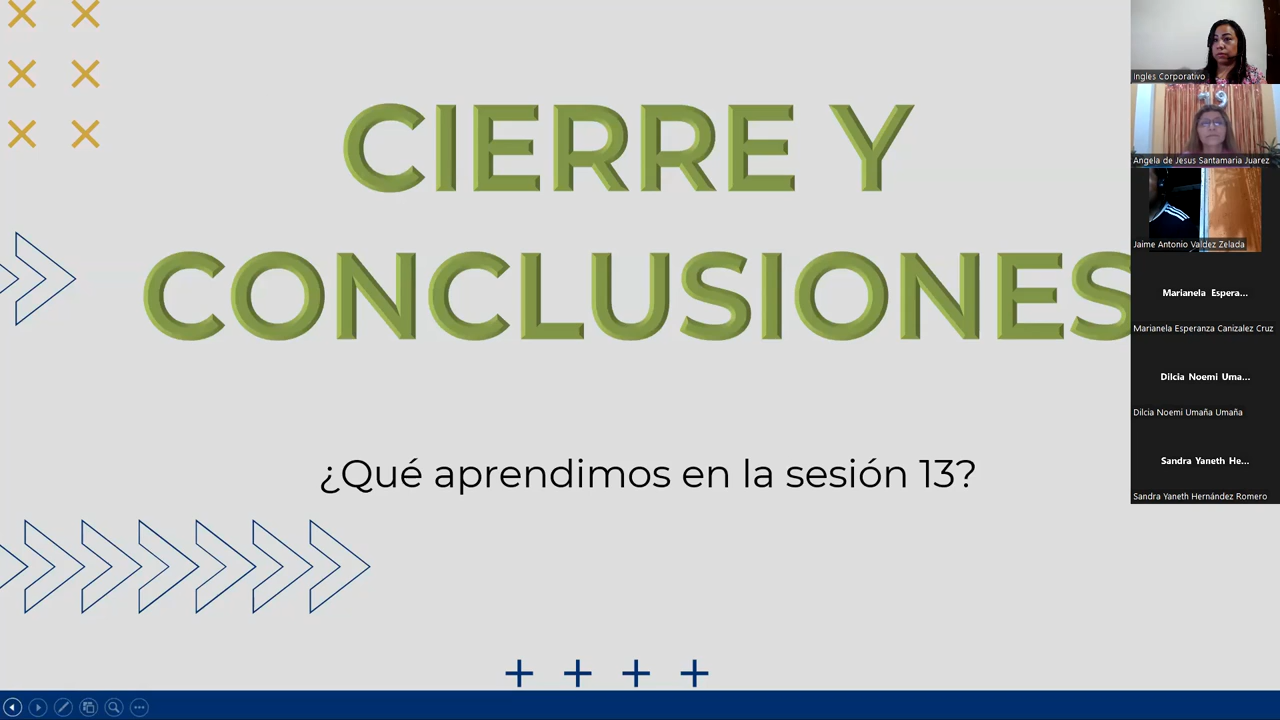 CIERRE Y
CONCLUSIONES
¿Qué aprendimos en la sesión 13?
Ingles Corporativo
19
Angela de Jesus Santamaria Juarez
Jaime Antonio Valdez Zelada
Marianela Espera...
Marianela Esperanza Canizalez Cruz
Dilcia Noemi Uma...
Dilcia Noemi Umaña Umaña
Sandra Yaneth He...
Sandra Yaneth Hernández Romero